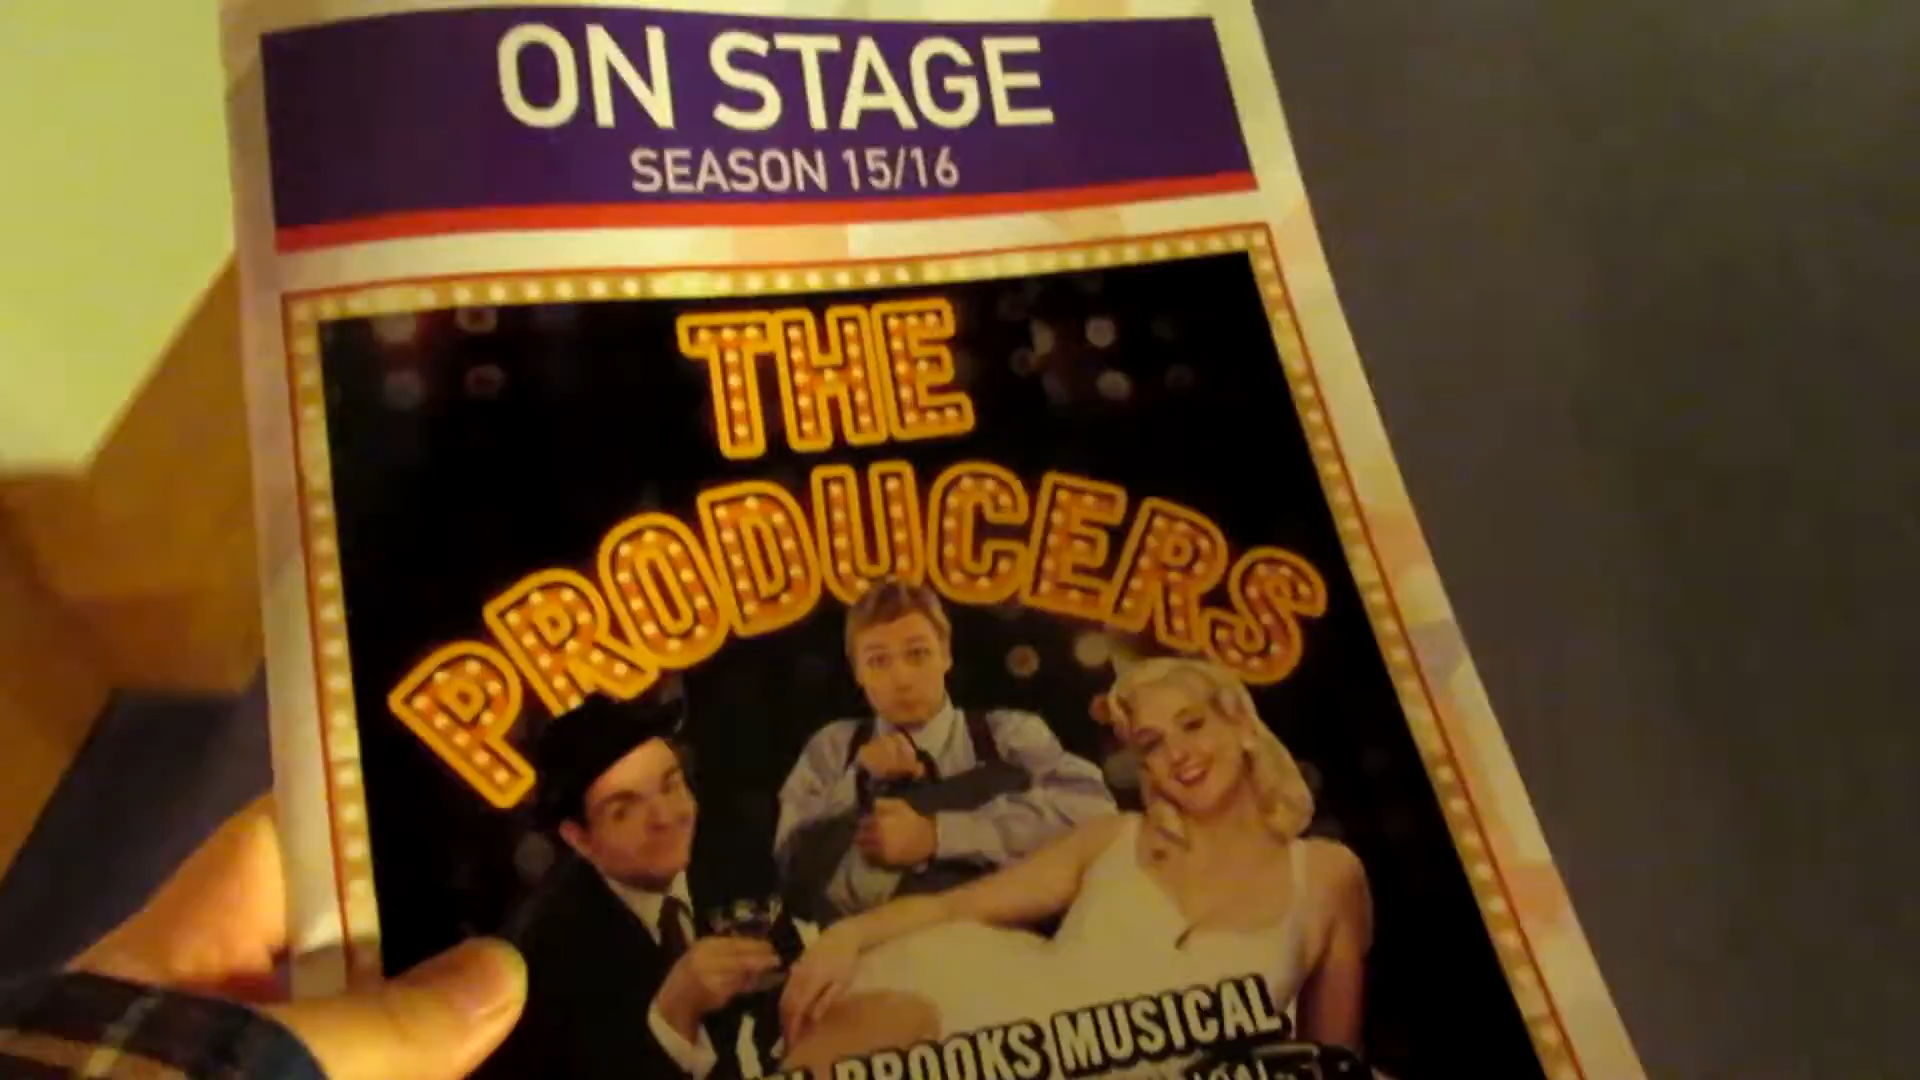 ON STAGE
SEASON 15/16
THE
PRODUCERS
BROOKS MUSICAL